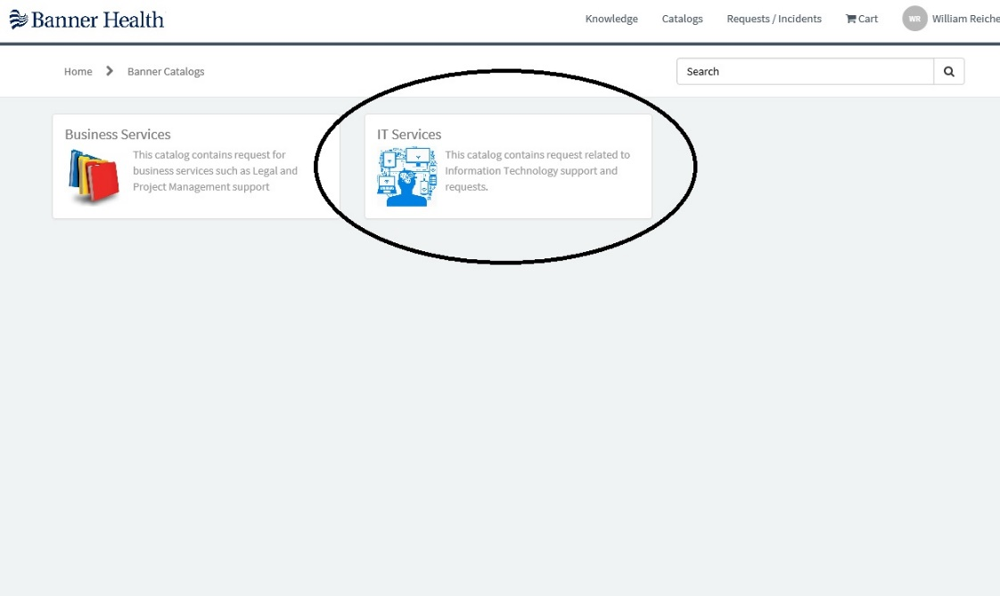 Banner Health
Knowledge Catalogs Requests / Incidents Cart WR William Reiche
Home Banner Catalogs
Search
Business Services
This catalog contains request for
business services such as Legal and
Project Management support
IT Services
This catalog contains request related to
Information Technology support and
requests.